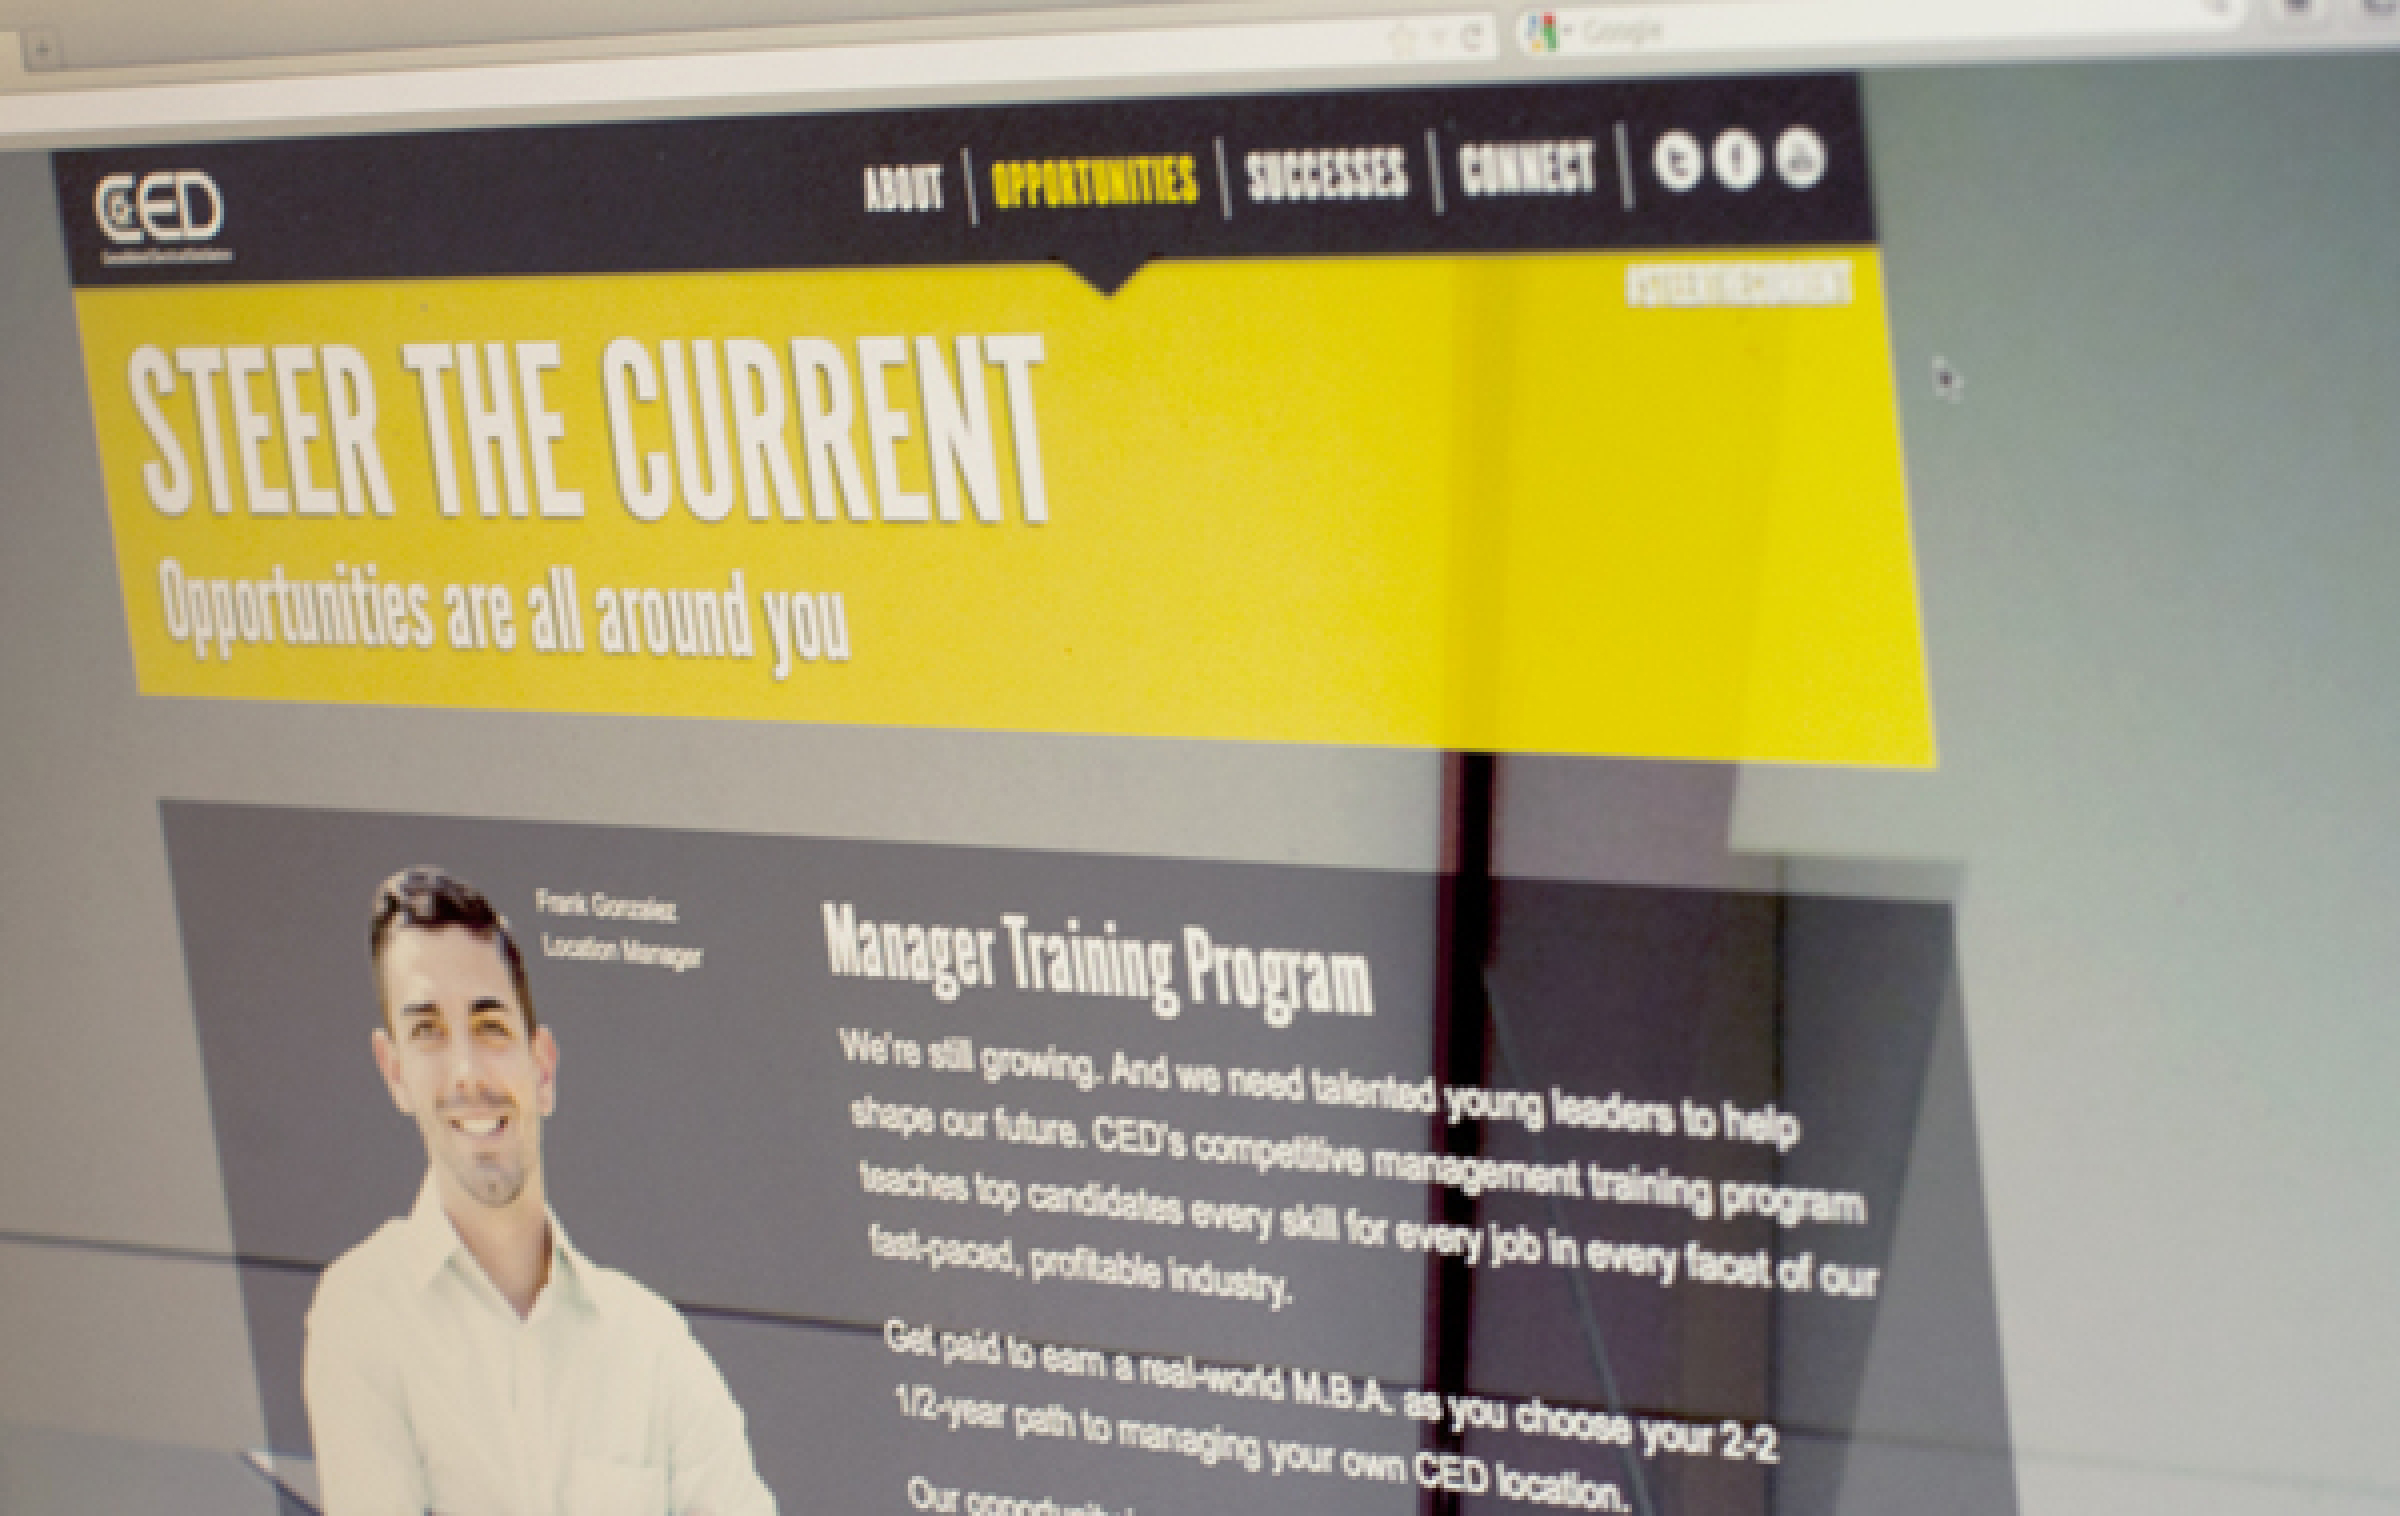 Google
CED
ABOUT OPPORTUNITIES SUCCESSES CONNECT
#STEERTHECURRENT
STEER THE CURRENT
Opportunities are all around you
Frank Gonzalez
Location Manager
Manager Training Program
We're still growing. And we need talented young leaders to help
shape our future. CED's competitive management training program
teaches top candidates every skill for every job in every facet of our
fast-paced, profitable industry.
Get paid to earn a real-world M.B.A. as you choose your 2-2
1/2-year path to managing your own CED location.
Our opportunity